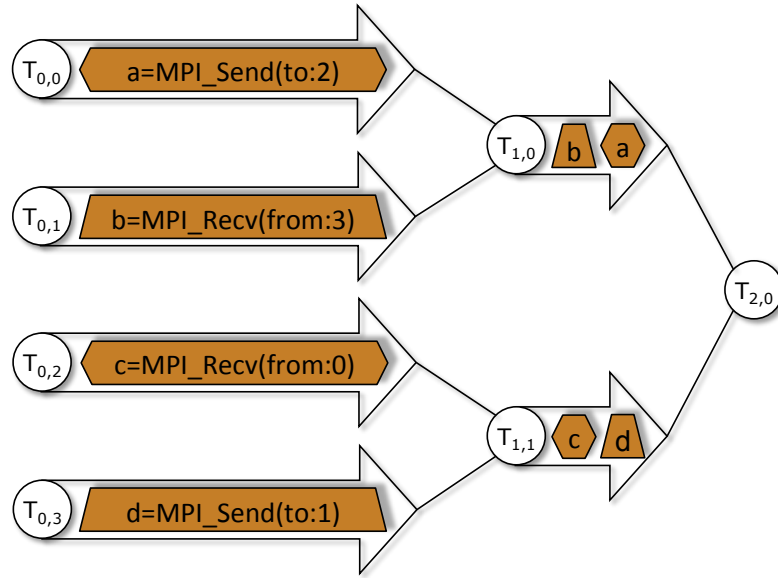 T0,0
a=MPI_Send(to:2)
T0,1
b=MPI_Recv(from:3)
T1,0
b
a
T2,0
T0,2
c=MPI_Recv(from:0)
T0,3
d=MPI_Send(to:1)
T1,1
c
d